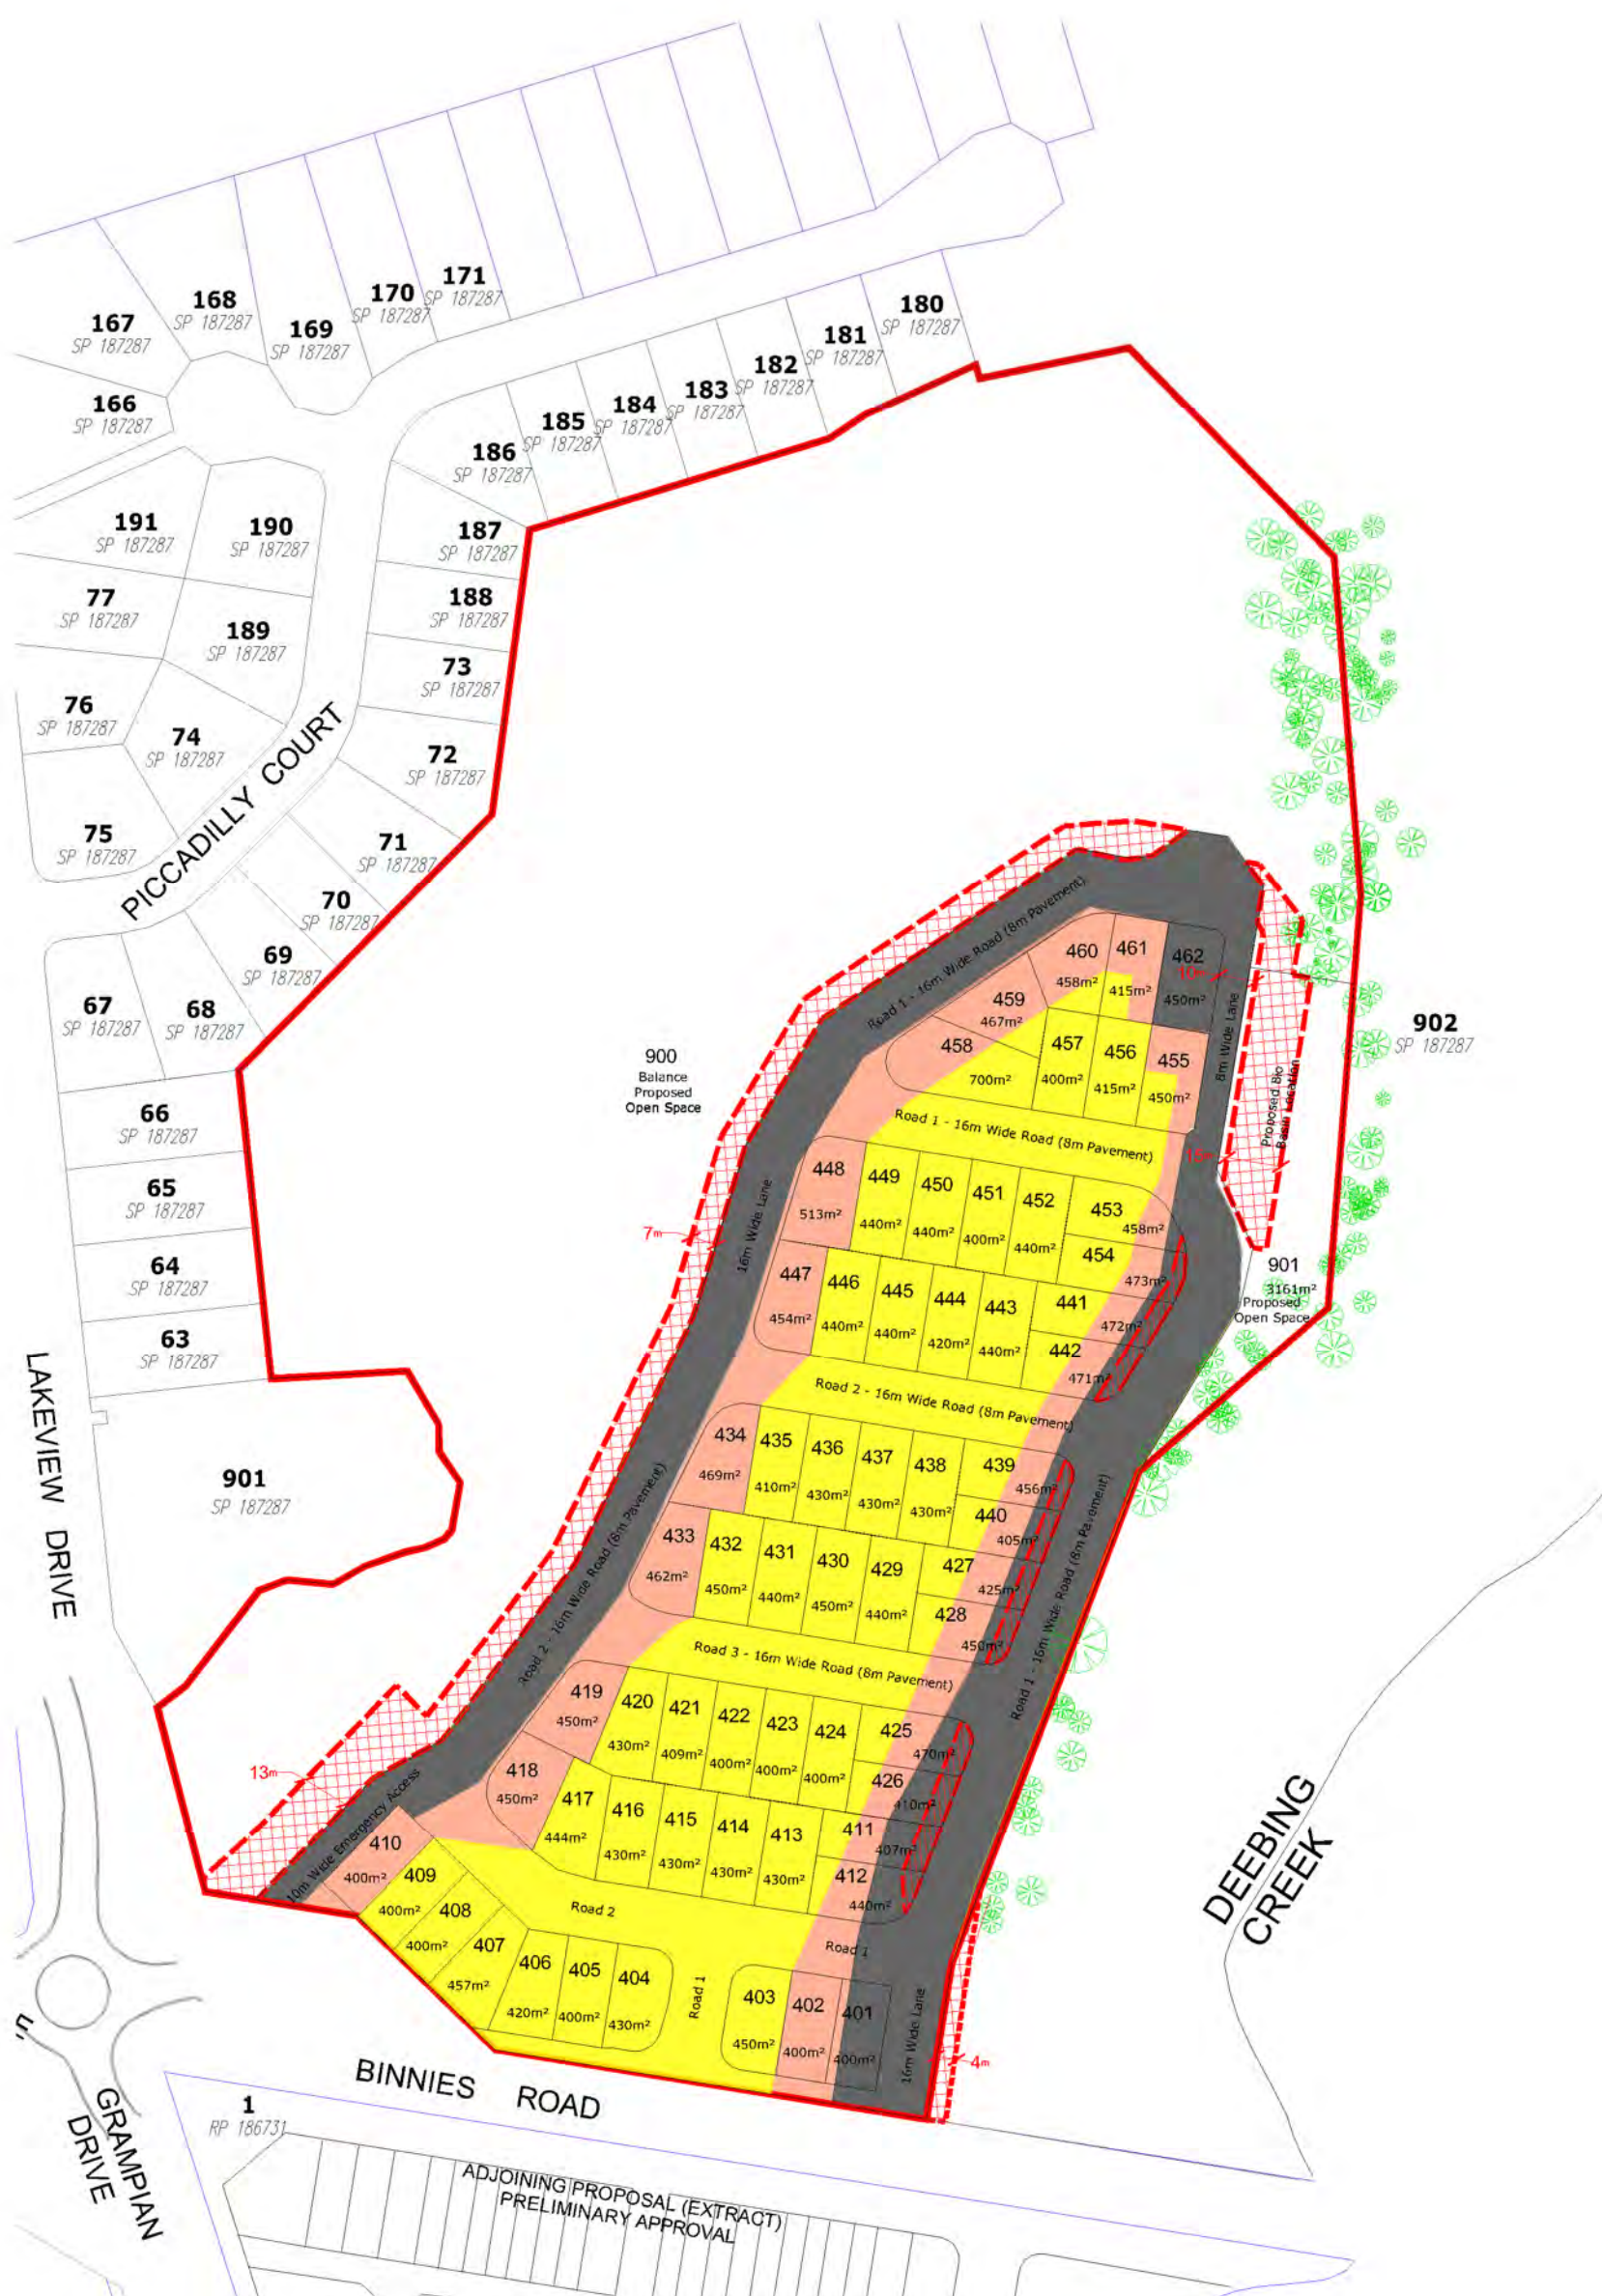 171
SP 187287
170
SP 187287
168
SP 187287
169
SP 187287
167
SP 187287
166
SP 187287
180
SP 187287
181
SP 187287
182
SP 187287
183
SP 187287
184
SP 187287
185
SP 187287
186
SP 187287
187
SP 187287
188
SP 187287
73
SP 187287
72
SP 187287
71
SP 187287
70
SP 187287
69
SP 187287
68
SP 187287
67
SP 187287
191
SP 187287
190
SP 187287
77
SP 187287
189
SP 187287
76
SP 187287
74
SP 187287
75
SP 187287
PICCADILLY COURT
66
SP 187287
65
SP 187287
64
SP 187287
63
SP 187287
901
SP 187287
LAKEVIEW DRIVE
900
Balance
Proposed
Open Space
902
SP 187287
Road 1 - 16m Wide Road (8m Pavement)
460
458m²
461
415m²
462
450m²
10m
459
467m²
458
700m²
457
400m²
456
415m²
455
450m²
8m Wide Lane
Proposed Bio
Basin Location
15m
Road 1 - 16m Wide Road (8m Pavement)
448
513m²
449
440m²
450
440m²
451
400m²
452
440m²
453
458m²
454
473m²
7m
16m Wide Lane
447
454m²
446
440m²
445
440m²
444
420m²
443
440m²
441
472m²
442
471m²
901
3161m²
Proposed
Open Space
Road 2 - 16m Wide Road (8m Pavement)
434
469m²
435
410m²
436
430m²
437
430m²
438
430m²
439
456m²
440
405m²
433
462m²
432
450m²
431
440m²
430
450m²
429
440m²
427
425m²
428
450m²
Road 2 - 16m Wide Road (8m Pavement)
Road 1 - 16m Wide Road (8m Pavement)
Road 3 - 16m Wide Road (8m Pavement)
419
450m²
420
430m²
421
409m²
422
400m²
423
400m²
424
400m²
425
470m²
426
410m²
418
450m²
417
444m²
416
430m²
415
430m²
414
430m²
413
430m²
411
407m²
412
440m²
13m
10m Wide Emergency Access
410
400m²
409
400m²
408
400m²
407
457m²
406
420m²
405
400m²
404
430m²
Road 2
Road 1
Road 1
403
450m²
402
400m²
401
400m²
16m Wide Lane
4m
DEEBING
CREEK
BINNIES ROAD
GRAMPIAN
DRIVE
1
RP 186731
ADJOINING PROPOSAL (EXTRACT)
PRELIMINARY APPROVAL